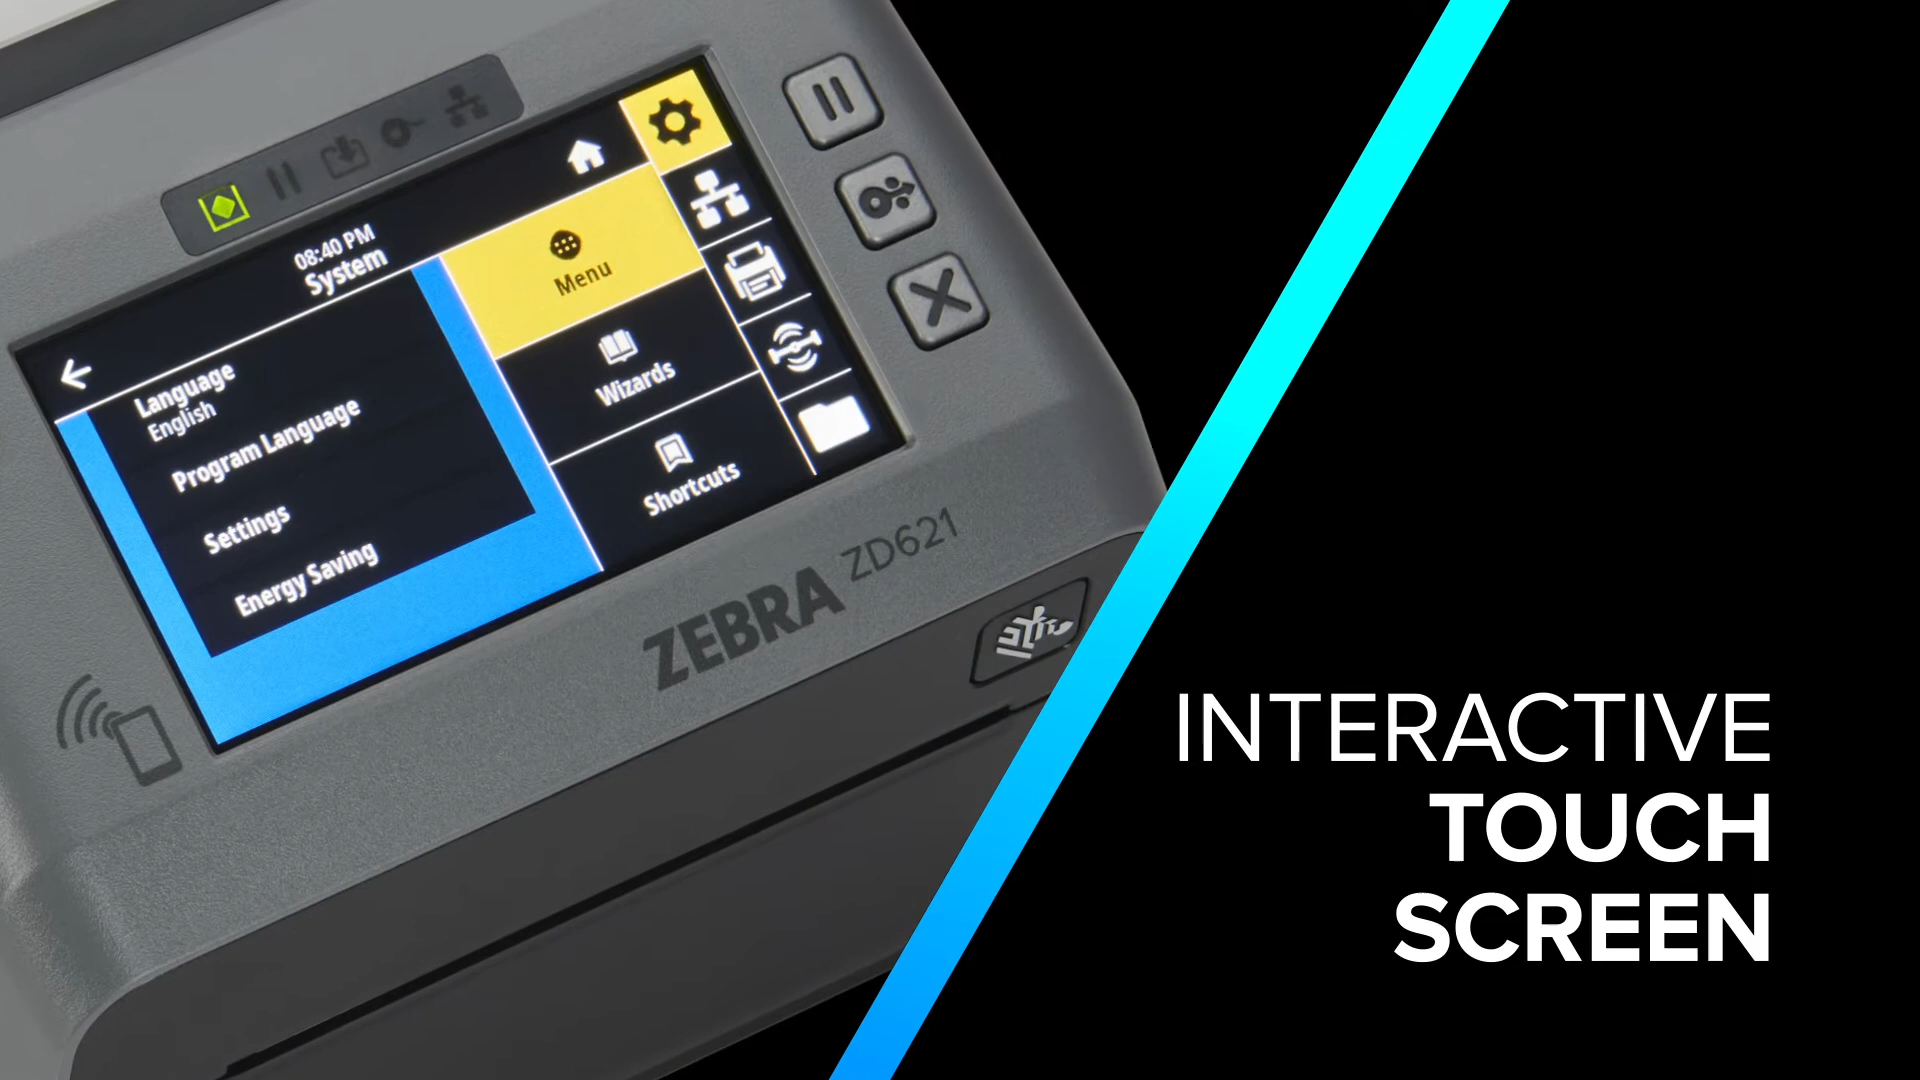 08:40 PM
System
Language
English
Program Language
Settings
Energy Saving
Menu
Wizards
Shortcuts
ZEBRA ZD621
INTERACTIVE
TOUCH
SCREEN